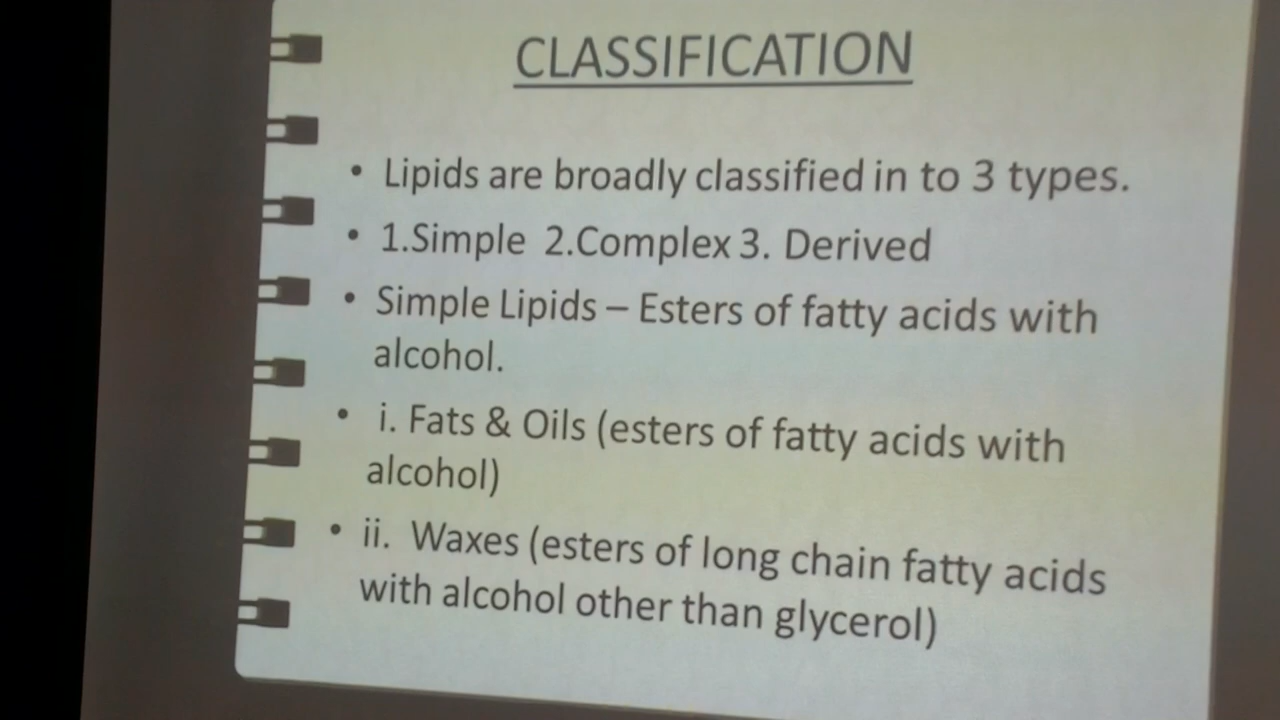 CLASSIFICATION
• Lipids are broadly classified in to 3 types.
• 1.Simple 2.Complex 3. Derived
• Simple Lipids – Esters of fatty acids with
alcohol.
• i. Fats & Oils (esters of fatty acids with
alcohol)
• ii. Waxes (esters of long chain fatty acids
with alcohol other than glycerol)